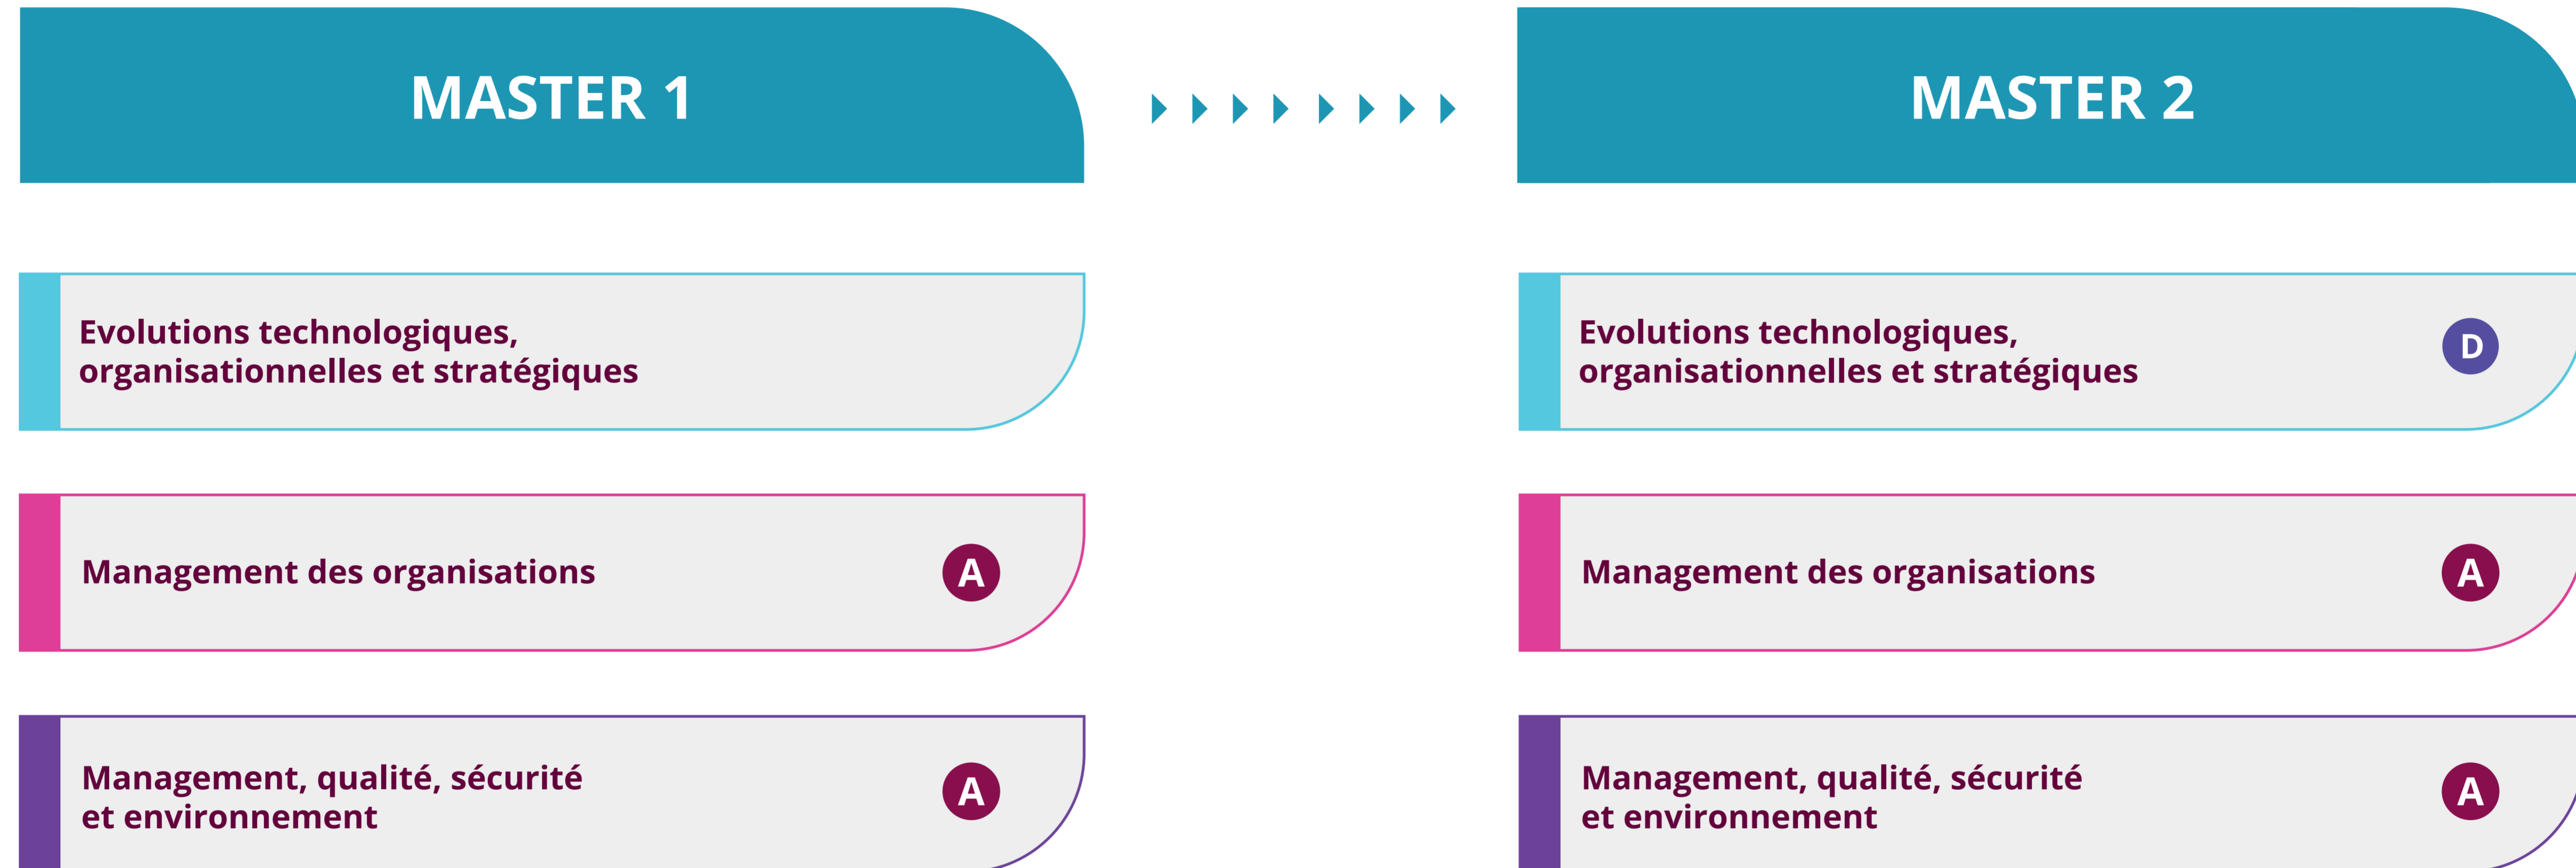 MASTER 1
MASTER 2
Evolutions technologiques,
organisationnelles et stratégiques
Evolutions technologiques,
organisationnelles et stratégiques
D
Management des organisations
A
Management des organisations
A
Management, qualité, sécurité
et environnement
A
Management, qualité, sécurité
et environnement
A